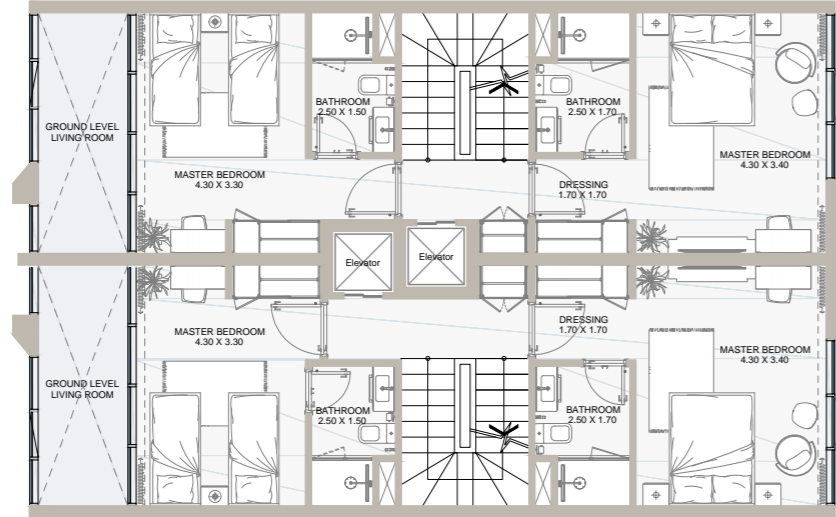 BATHROOM
2.50 X 1.50
BATHROOM
2.50 X 1.70
GROUND LEVEL
LIVING ROOM
MASTER BEDROOM
4.30 X 3.30
DRESSING
1.70 X 1.70
MASTER BEDROOM
4.30 X 3.40
Elevator
Elevator
MASTER BEDROOM
4.30 X 3.30
DRESSING
1.70 X 1.70
MASTER BEDROOM
4.30 X 3.40
GROUND LEVEL
LIVING ROOM
BATHROOM
2.50 X 1.50
BATHROOM
2.50 X 1.70